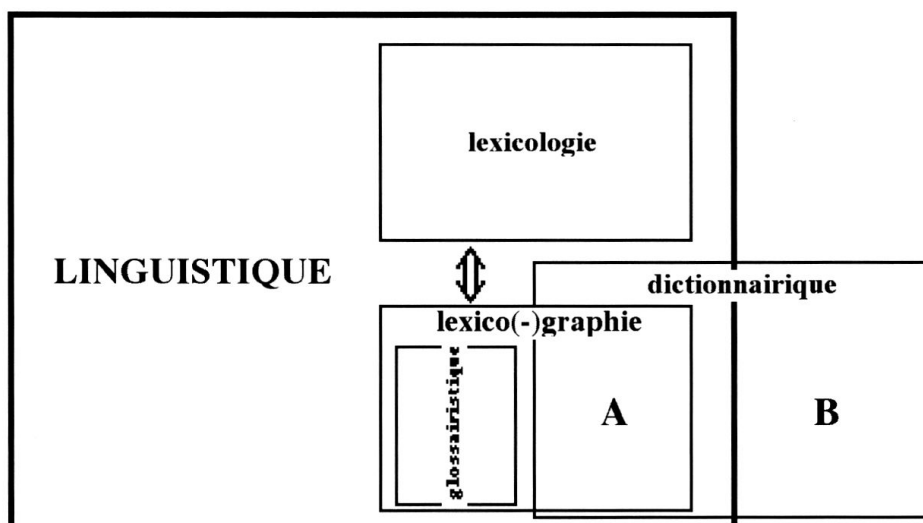 lexicologie
LINGUISTIQUE
dictionnairique
lexico(-)graphie
glossairistique
A
B